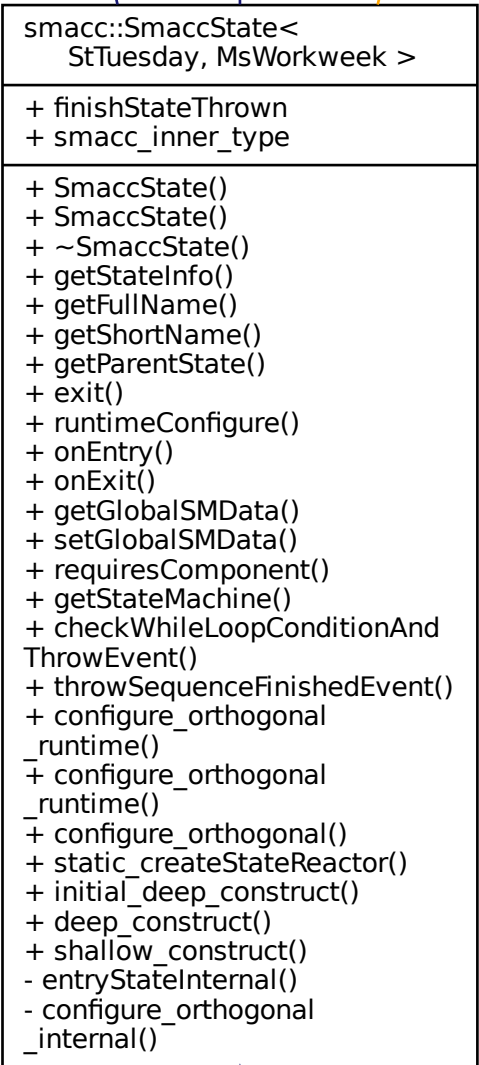 smacc::SmaccState<
StTuesday, MsWorkweek >
+ finishStateThrown
+ smacc_inner_type
+ SmaccState()
+ SmaccState()
+ ~SmaccState()
+ getStateInfo()
+ getFullName()
+ getShortName()
+ getParentState()
+ exit()
+ runtimeConfigure()
+ onEntry()
+ onExit()
+ getGlobalSMData()
+ setGlobalSMData()
+ requiresComponent()
+ getStateMachine()
+ checkWhileLoopConditionAnd
ThrowEvent()
+ throwSequenceFinishedEvent()
+ configure_orthogonal
_runtime()
+ configure_orthogonal
_runtime()
+ configure_orthogonal()
+ static_createStateReactor()
+ initial_deep_construct()
+ deep_construct()
+ shallow_construct()
- entryStateInternal()
- configure_orthogonal
_internal()